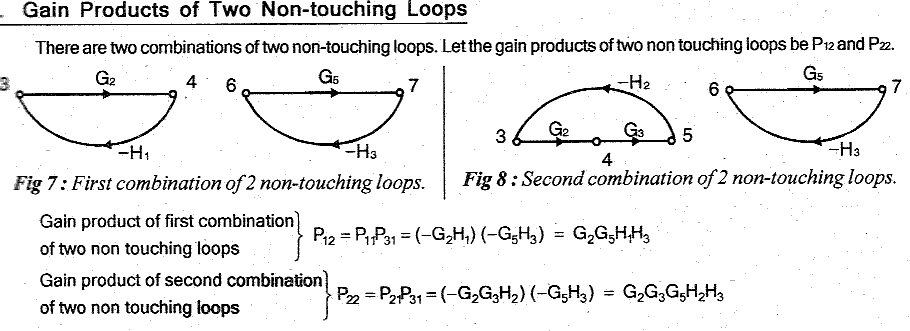 Gain Products of Two Non-touching Loops
There are two combinations of two non-touching loops. Let the gain products of two non touching loops be P₁₂ and P₂₂.
3 G₂ 4 6 G₅ 7
–H₁ –H₃
Fig 7 : First combination of 2 non-touching loops.
–H₂ 6 G₅ 7
3 G₂ G₃ 5
4 –H₃
Fig 8 : Second combination of 2 non-touching loops.
Gain product of first combination
of two non touching loops
P₁₂ = P₁₁P₃₁ = (–G₂H₁) (–G₅H₃) = G₂G₅H₁H₃
Gain product of second combination
of two non touching loops
P₂₂ = P₂₁P₃₁ = (–G₂G₃H₂) (–G₅H₃) = G₂G₃G₅H₂H₃